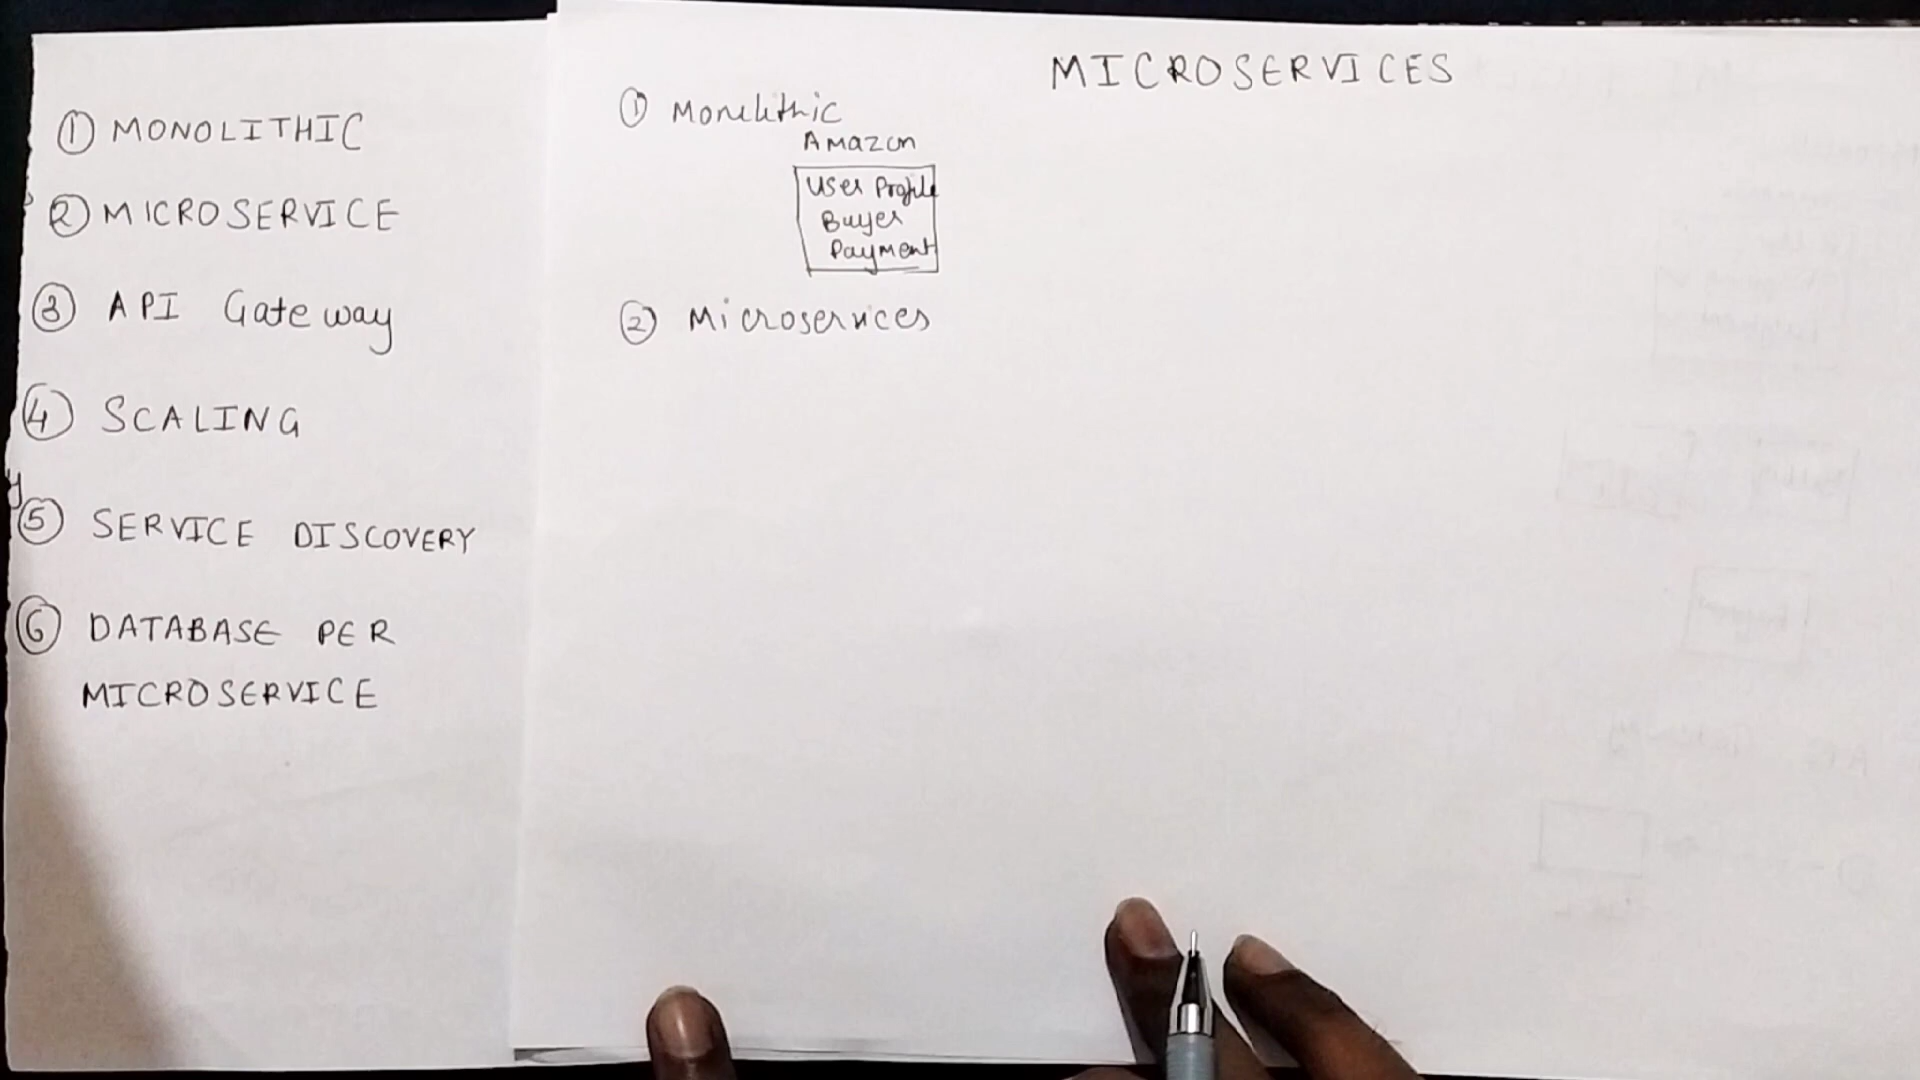 ① MONOLITHIC
② MICROSERVICE
③ API Gateway
④ SCALING
⑤ SERVICE DISCOVERY
⑥ DATABASE PER
MICROSERVICE
MICROSERVICES
① Monolithic
Amazon
User Profile
Buyer
Payment
② Microservices